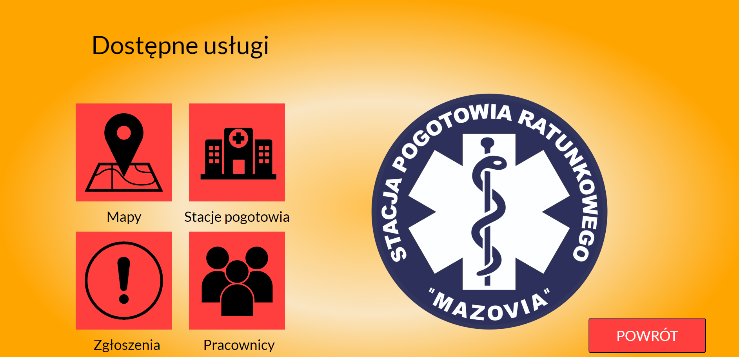 Dostępne usługi
Mapy
Stacje pogotowia
Zgłoszenia
Pracownicy
STACJA POGOTOWIA RATUNKOWEGO
"MAZOVIA"
POWRÓT